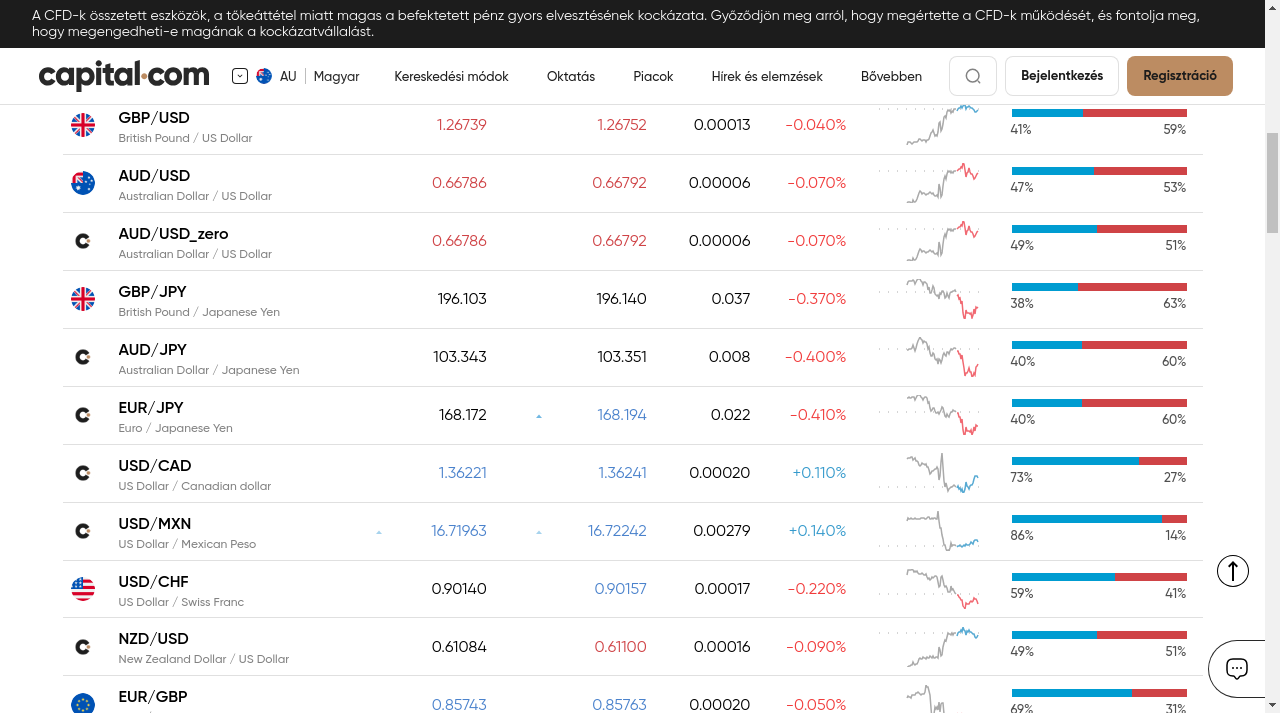 A CFD-k összetett eszközök, a tőkeáttétel miatt magas a befektetett pénz gyors elvesztésének kockázata. Győződjön meg arról, hogy megértette a CFD-k működését, és fontolja meg,
hogy megengedheti-e magának a kockázatvállalást.
capital.com AU Magyar Kereskedési módok Oktatás Piacok Hírek és elemzések Bővebben Bejelentkezés Regisztráció
GBP/USD 1.26739 1.26752 0.00013 -0.040%
British Pound / US Dollar 41% 59%
AUD/USD 0.66786 0.66792 0.00006 -0.070%
Australian Dollar / US Dollar 47% 53%
AUD/USD_zero 0.66786 0.66792 0.00006 -0.070%
Australian Dollar / US Dollar 49% 51%
GBP/JPY 196.103 196.140 0.037 -0.370%
British Pound / Japanese Yen 38% 63%
AUD/JPY 103.343 103.351 0.008 -0.400%
Australian Dollar / Japanese Yen 40% 60%
EUR/JPY 168.172 168.194 0.022 -0.410%
Euro / Japanese Yen 40% 60%
USD/CAD 1.36221 1.36241 0.00020 +0.110%
US Dollar / Canadian dollar 73% 27%
USD/MXN 16.71963 16.72242 0.00279 +0.140%
US Dollar / Mexican Peso 86% 14%
USD/CHF 0.90140 0.90157 0.00017 -0.220%
US Dollar / Swiss Franc 59% 41%
NZD/USD 0.61084 0.61100 0.00016 -0.090%
New Zealand Dollar / US Dollar 49% 51%
EUR/GBP 0.85743 0.85763 0.00020 -0.050%
69% 31%